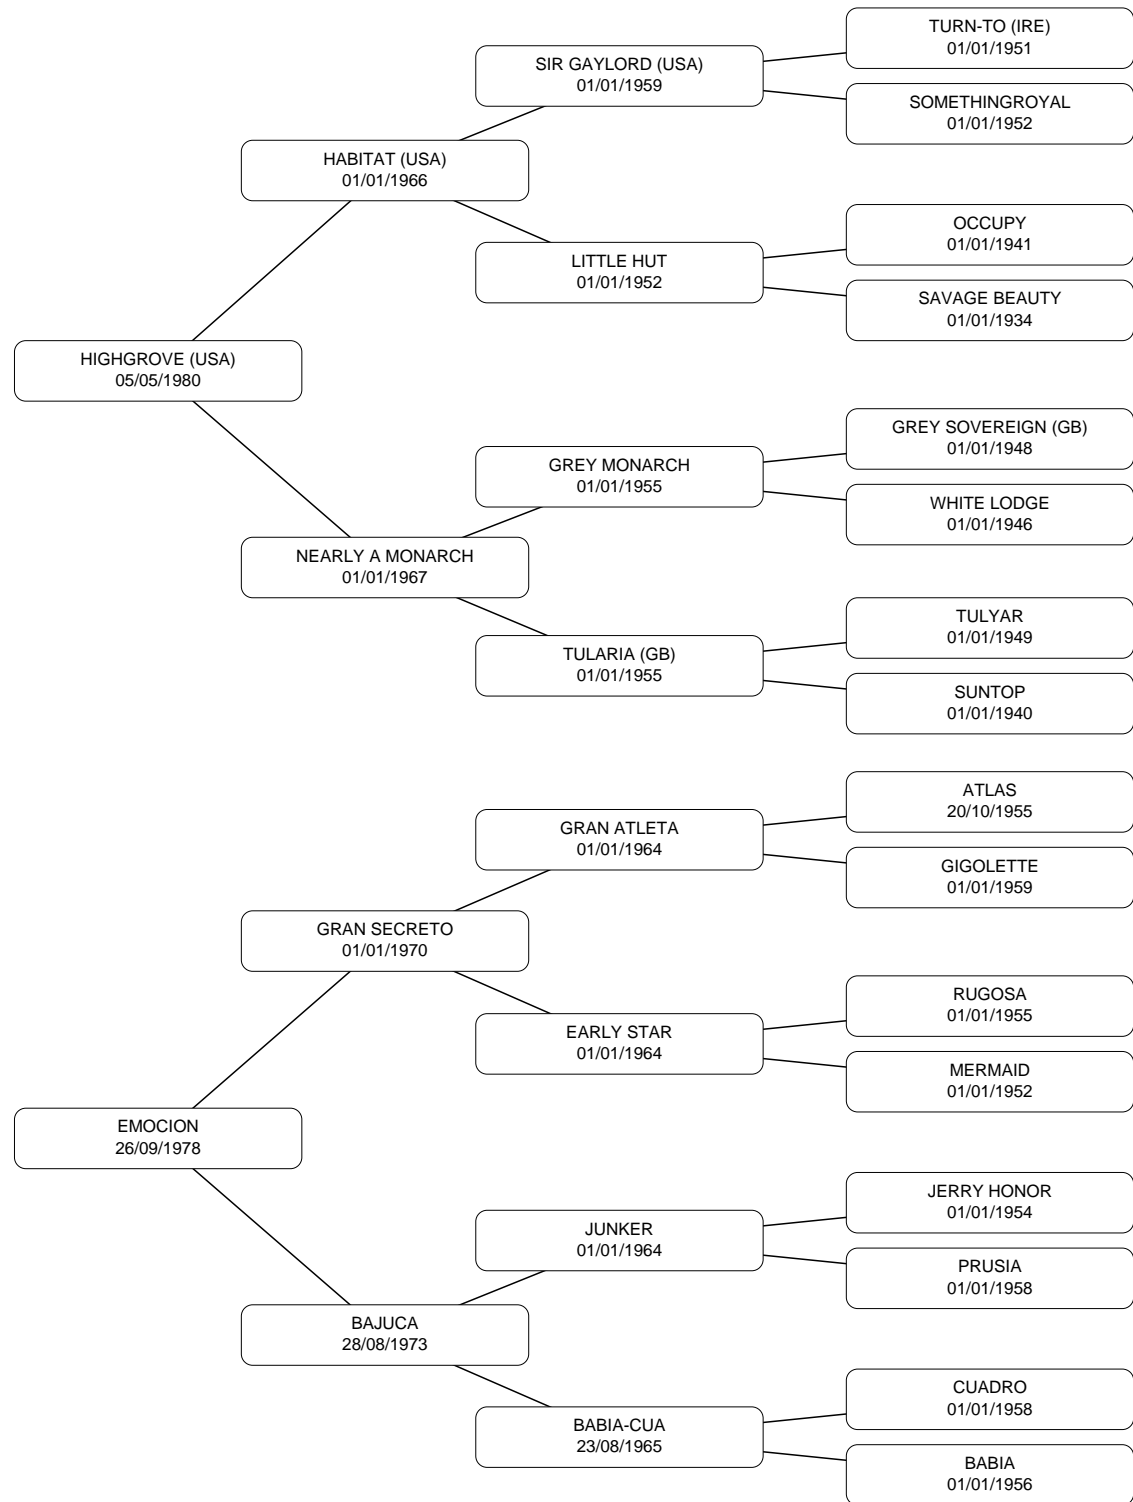 TURN-TO (IRE)
01/01/1951
SIR GAYLORD (USA)
01/01/1959
SOMETHINGROYAL
01/01/1952
HABITAT (USA)
01/01/1966
OCCUPY
01/01/1941
LITTLE HUT
01/01/1952
SAVAGE BEAUTY
01/01/1934
HIGHGROVE (USA)
05/05/1980
GREY SOVEREIGN (GB)
01/01/1948
GREY MONARCH
01/01/1955
WHITE LODGE
01/01/1946
NEARLY A MONARCH
01/01/1967
TULYAR
01/01/1949
TULARIA (GB)
01/01/1955
SUNTOP
01/01/1940
ATLAS
20/10/1955
GRAN ATLETA
01/01/1964
GIGOLETTE
01/01/1959
GRAN SECRETO
01/01/1970
RUGOSA
01/01/1955
EARLY STAR
01/01/1964
MERMAID
01/01/1952
EMOCION
26/09/1978
JERRY HONOR
01/01/1954
JUNKER
01/01/1964
PRUSIA
01/01/1958
BAJUCA
28/08/1973
CUADRO
01/01/1958
BABIA-CUA
23/08/1965
BABIA
01/01/1956